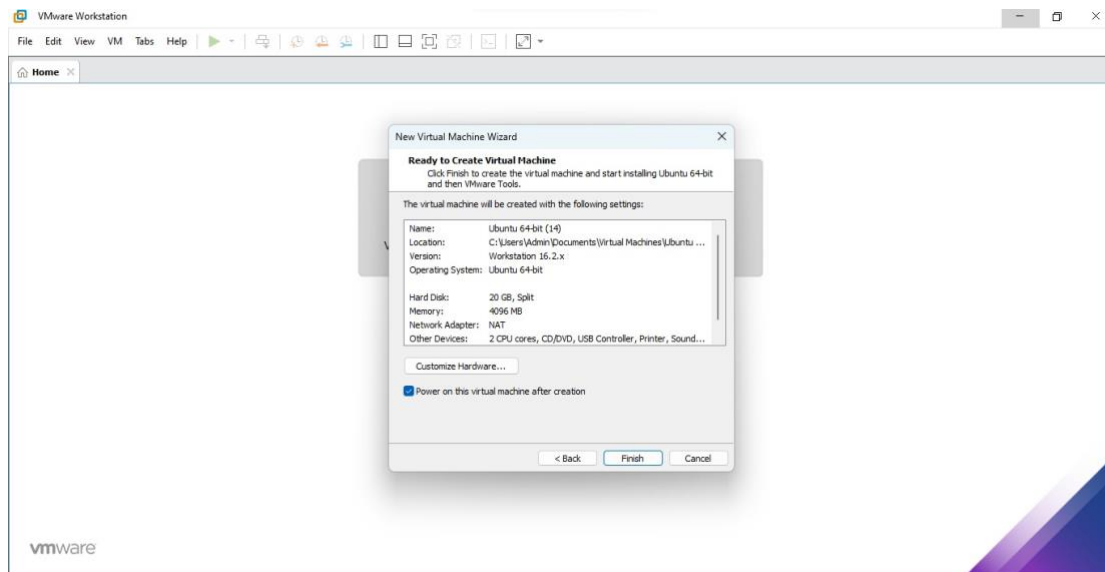 VMware Workstation
File Edit View VM Tabs Help
Home
New Virtual Machine Wizard
Ready to Create Virtual Machine
Click Finish to create the virtual machine and start installing Ubuntu 64-bit
and then VMware Tools.
The virtual machine will be created with the following settings:
Name: Ubuntu 64-bit (14)
Location: C:\Users\Admin\Documents\Virtual Machines\Ubuntu ...
Version: Workstation 16.2.x
Operating System: Ubuntu 64-bit
Hard Disk: 20 GB, Split
Memory: 4096 MB
Network Adapter: NAT
Other Devices: 2 CPU cores, CD/DVD, USB Controller, Printer, Sound...
Customize Hardware...
Power on this virtual machine after creation
< Back Finish Cancel
vmware